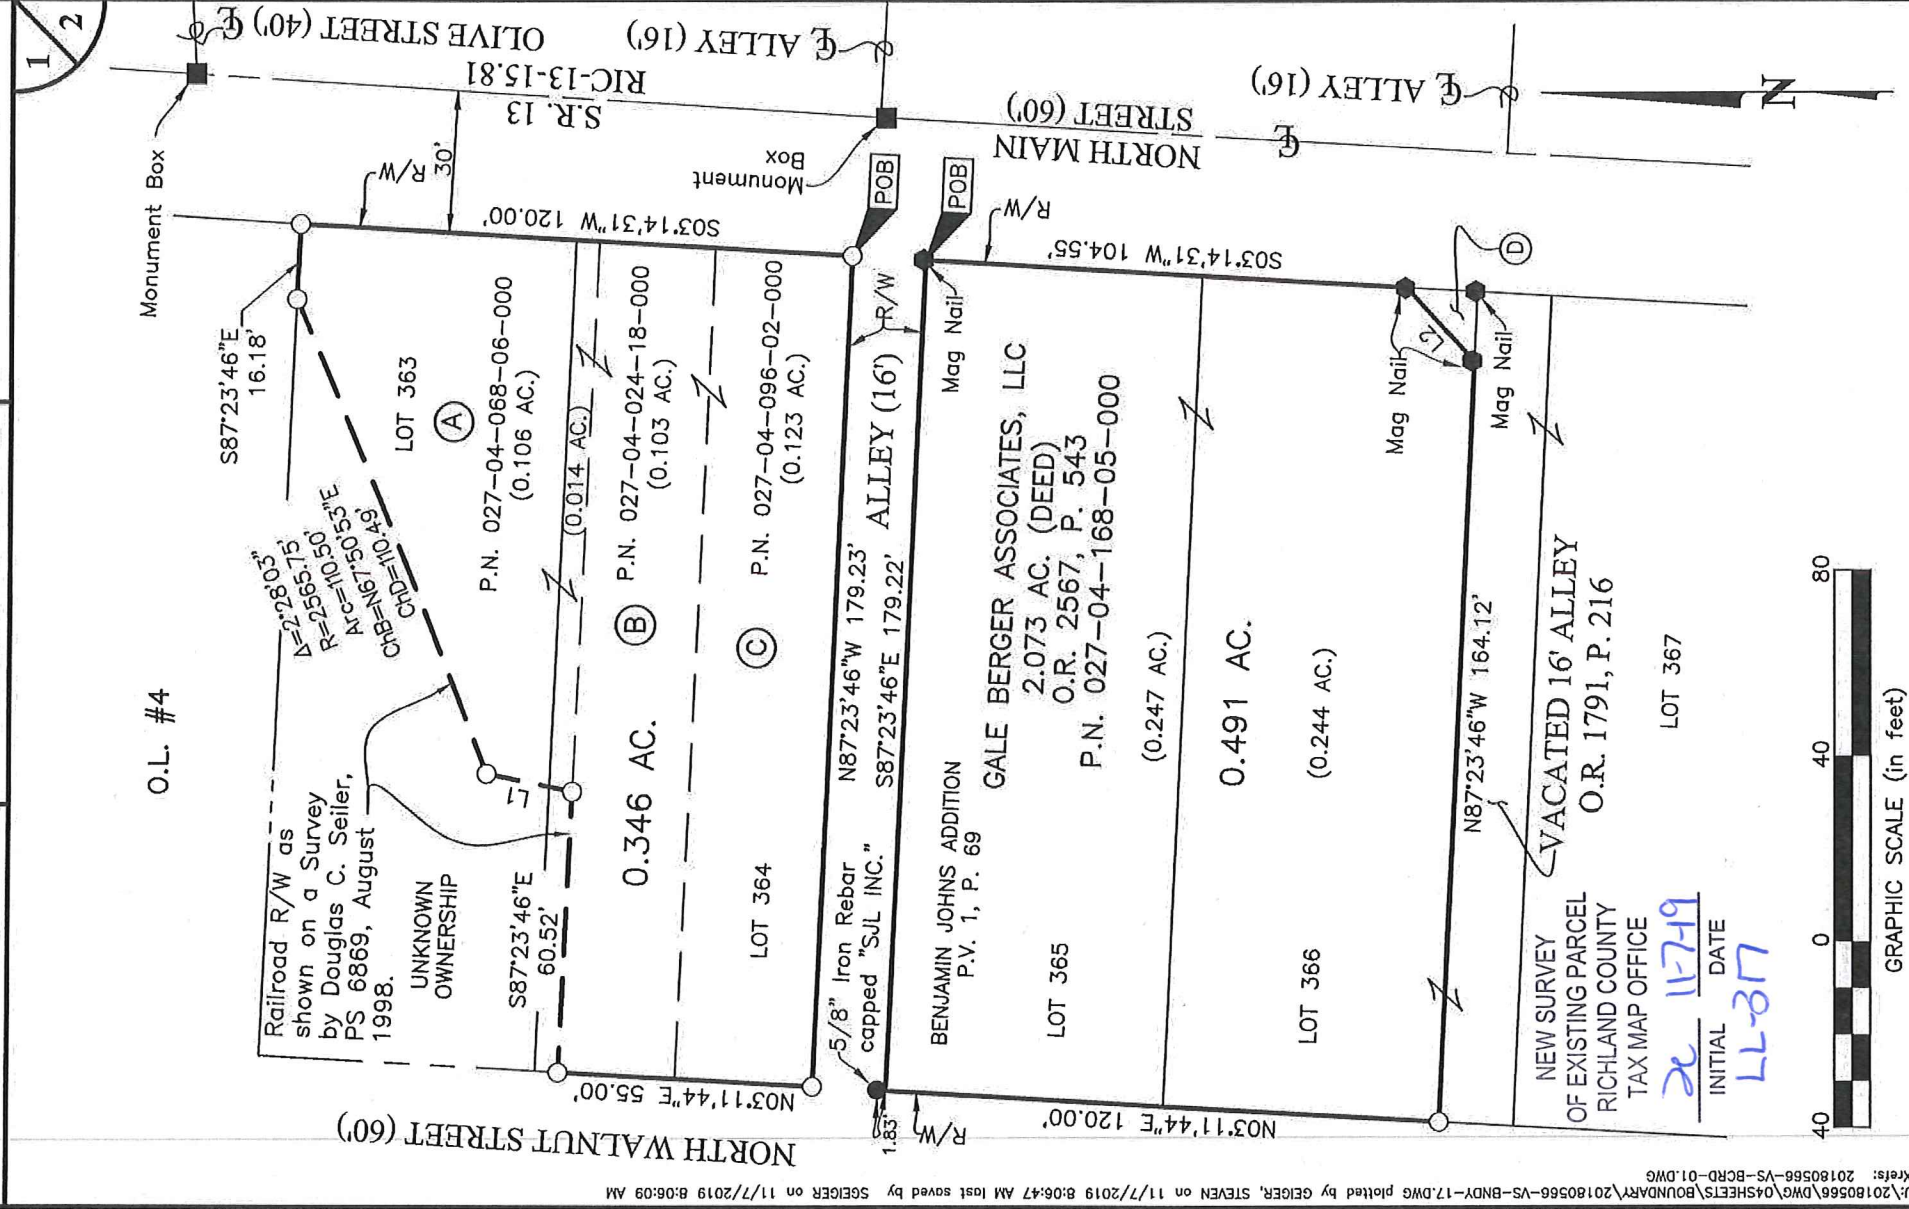 1
2
Monument Box
OLIVE STREET (40') ℄
S.R. 13
RIC-13-15.81
℄ ALLEY (16')
Monument
Box
NORTH MAIN
STREET (60')
℄
℄ ALLEY (16')
N
R/W
30'
S87°23'46"E
16.18'
S03°14'31"W 120.00'
POB
POB
R/W
S03°14'31"W 104.55'
O.L. #4
Δ=2°28'03"
R=2565.75'
Arc=110.50'
ChB=N67°50'53"E
ChD=110.49'
LOT 363
A
P.N. 027-04-068-06-000
(0.106 AC.)
(0.014 AC.)
B
P.N. 027-04-024-18-000
(0.103 AC.)
C
P.N. 027-04-096-02-000
(0.123 AC.)
Railroad R/W as
shown on a Survey
by Douglas C. Seiler,
PS 6869, August
1998.
UNKNOWN
OWNERSHIP
L1
S87°23'46"E
60.52'
0.346 AC.
LOT 364
N87°23'46"W 179.23'
S87°23'46"E 179.22'
ALLEY (16')
R/W
Mag Nail
5/8" Iron Rebar
capped "SJL INC."
BENJAMIN JOHNS ADDITION
P.V. 1, P. 69
GALE BERGER ASSOCIATES, LLC
2.073 AC. (DEED)
O.R. 2567, P. 543
P.N. 027-04-168-05-000
LOT 365
(0.247 AC.)
0.491 AC.
LOT 366
(0.244 AC.)
Mag Nail
L2
D
Mag Nail
N87°23'46"W 164.12'
VACATED 16' ALLEY
O.R. 1791, P. 216
LOT 367
N03°11'44"E 55.00'
NORTH WALNUT STREET (60')
1.83'
R/W
N03°11'44"E 120.00'
NEW SURVEY
OF EXISTING PARCEL
RICHLAND COUNTY
TAX MAP OFFICE
11-7-19
INITIAL DATE
LL-317
40 0 40 80
GRAPHIC SCALE (in feet)
J:\20180566\DWG\04SHEETS\BOUNDARY\20180566-VS-BNDY-17.DWG plotted by GEIGER, STEVEN on 11/7/2019 8:06:47 AM last saved by SGEIGER on 11/7/2019 8:06:09 AM
Xrefs: 20180566-VS-BCRD-01.DWG